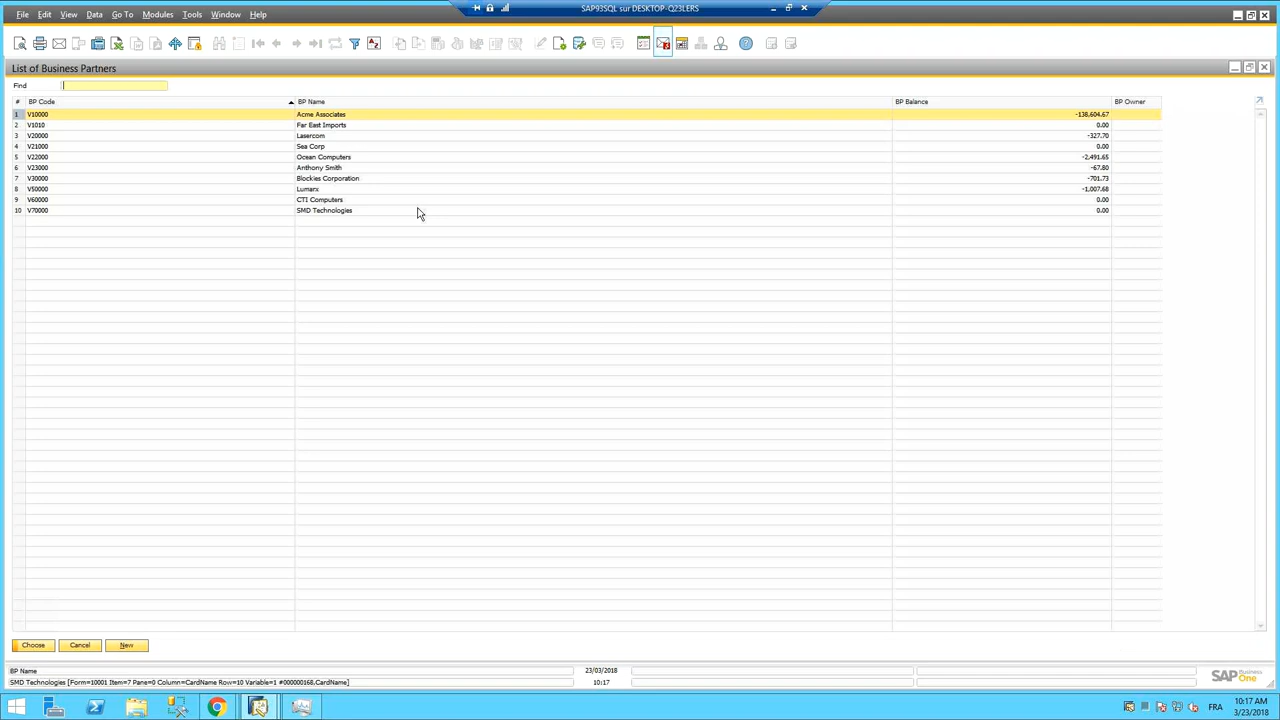 SAP93SQL sur DESKTOP-Q23LERS
File Edit View Data Go To Modules Tools Window Help
List of Business Partners
Find
# BP Code BP Name BP Balance BP Owner
1 V10000 Acme Associates -138,604.67
2 V1010 Far East Imports 0.00
3 V20000 Lasercom -327.70
4 V21000 Sea Corp 0.00
5 V22000 Ocean Computers -2,491.65
6 V23000 Anthony Smith -67.80
7 V30000 Blockies Corporation -701.73
8 V50000 Lumarx -1,007.68
9 V60000 CTI Computers 0.00
10 V70000 SMD Technologies 0.00
Choose Cancel New
BP Name 23/03/2018
SMD Technologies [Form=10001 Item=7 Pane=0 Column=CardName Row=10 Variable=1 #000000168.CardName] 10:17
SAP Business One
FRA 10:17 AM
3/23/2018